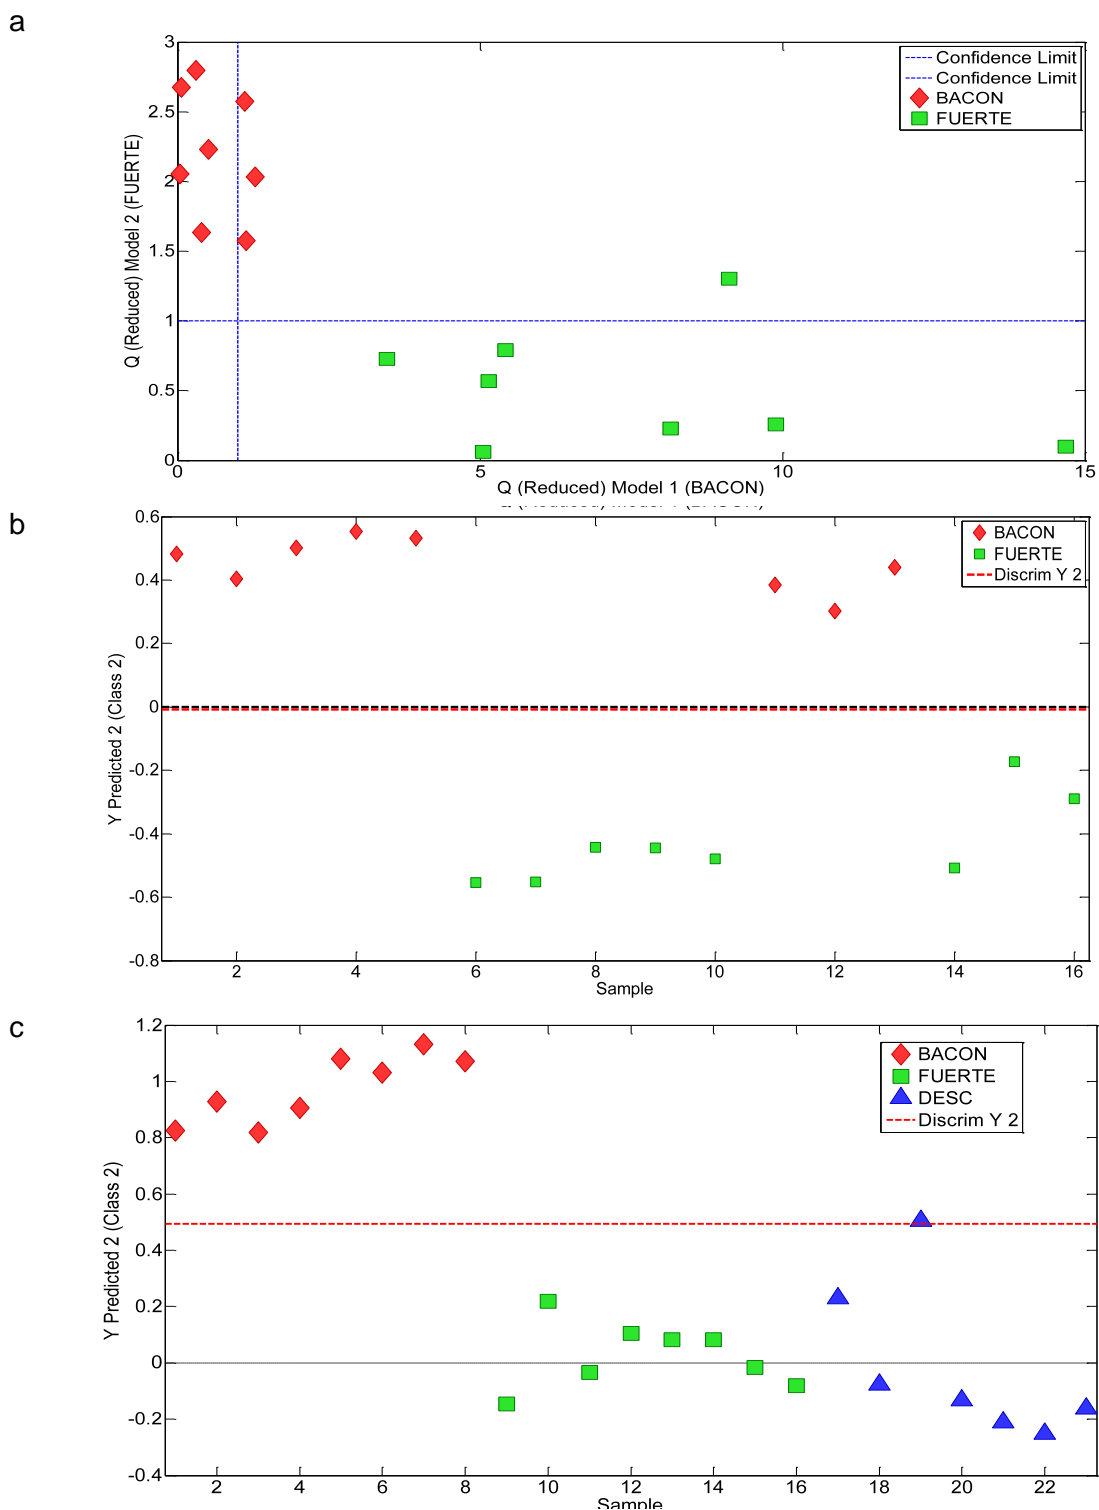 a
3
2.5
2
1.5
1
0.5
0
0
5
10
15
Q (Reduced) Model 2 (FUERTE)
Q (Reduced) Model 1 (BACON)
Confidence Limit
Confidence Limit
BACON
FUERTE
Q (Reduced) Model 1 (BACON)
b
0.6
0.4
0.2
0
-0.2
-0.4
-0.6
-0.8
2
4
6
8
10
12
14
16
Y Predicted 2 (Class 2)
Sample
BACON
FUERTE
Discrim Y 2
c
1.2
1
0.8
0.6
0.4
0.2
0
-0.2
-0.4
2
4
6
8
10
12
14
16
18
20
22
Y Predicted 2 (Class 2)
Sample
BACON
FUERTE
DESC
Discrim Y 2